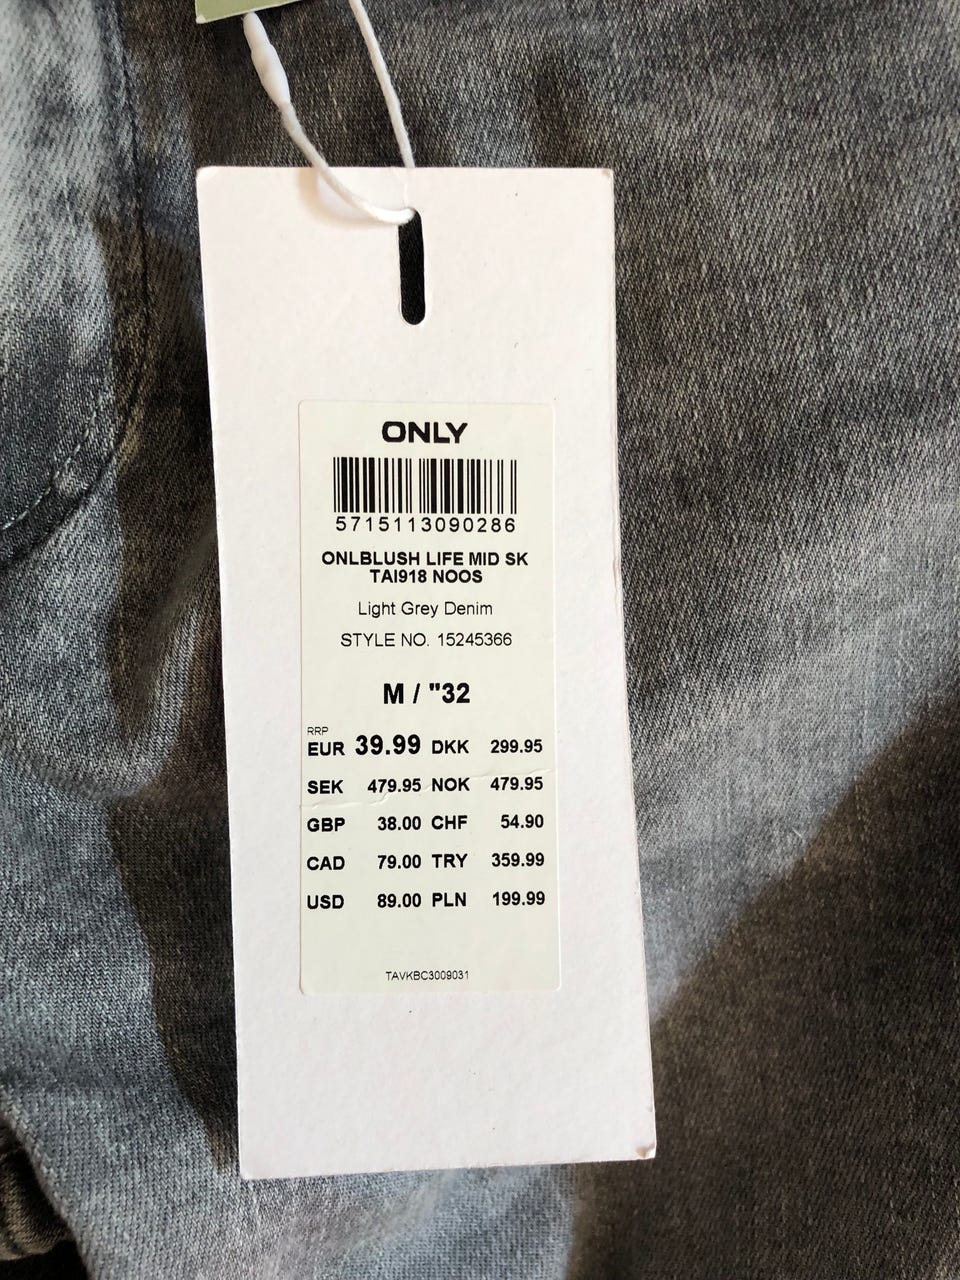 ONLY
5715113090286
ONLBLUSH LIFE MID SK
TAI918 NOOS
Light Grey Denim
STYLE NO. 15245366
M / "32
RRP
EUR 39.99 DKK 299.95
SEK 479.95 NOK 479.95
GBP 38.00 CHF 54.90
CAD 79.00 TRY 359.99
USD 89.00 PLN 199.99
TAVKBC3009031